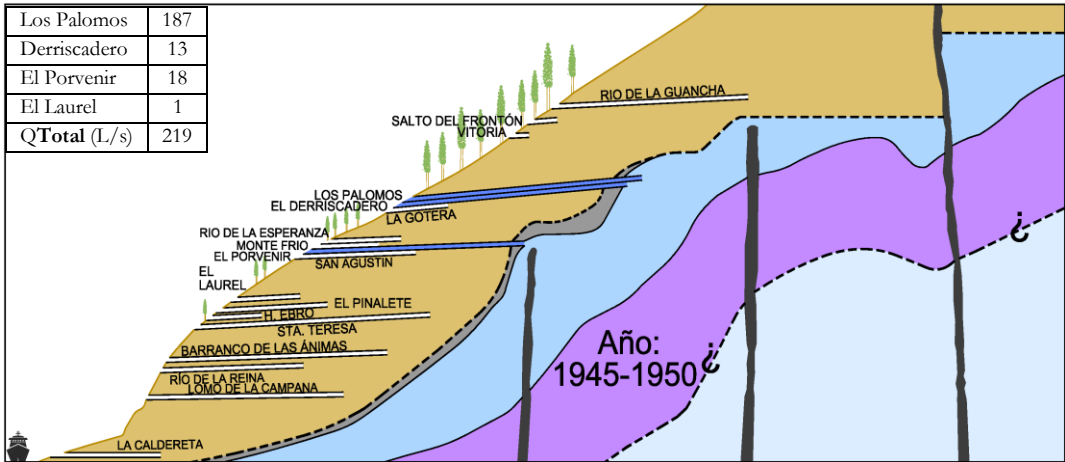 Los Palomos 187
Derriscadero 13
El Porvenir 18
El Laurel 1
QTotal (L/s) 219
RIO DE LA GUANCHA
SALTO DEL FRONTÓN
VITORIA
LOS PALOMOS
EL DERRISCADERO
LA GOTERA
RIO DE LA ESPERANZA
MONTE FRIO
EL PORVENIR
SAN AGUSTIN
EL
LAUREL
EL PINALETE
H. EBRO
STA. TERESA
BARRANCO DE LAS ÁNIMAS
RÍO DE LA REINA
LOMO DE LA CAMPANA
LA CALDERETA
Año:
1945-1950
¿
¿